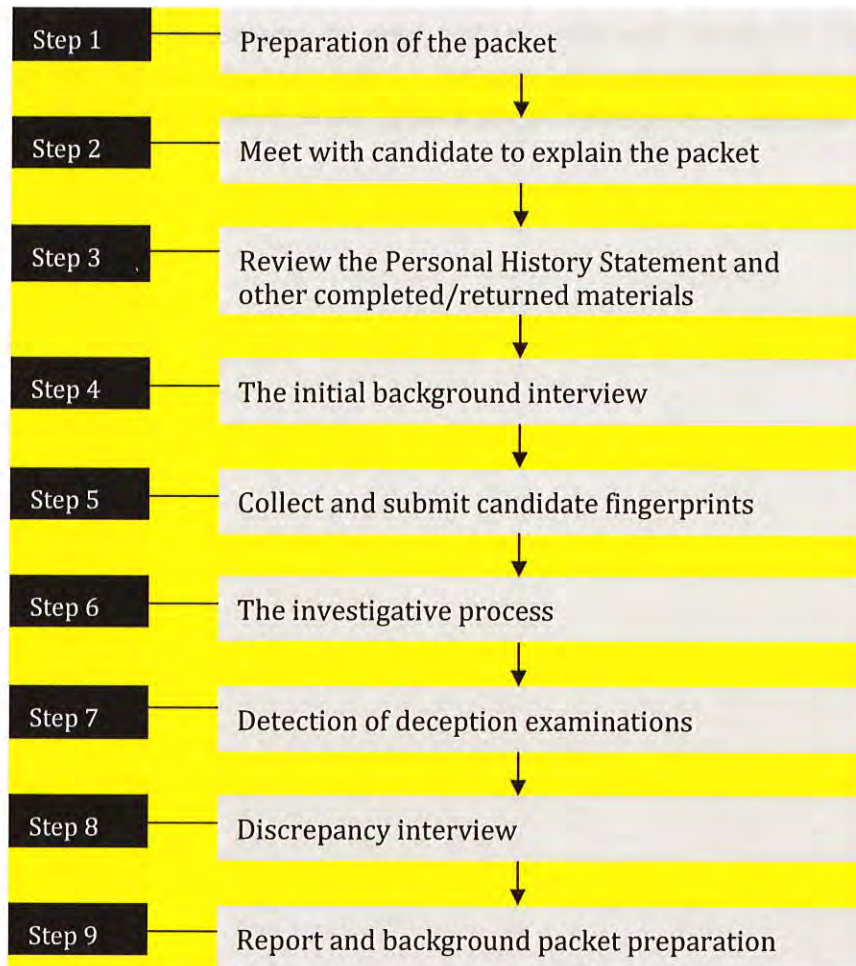 Step 1
Preparation of the packet
Step 2
Meet with candidate to explain the packet
Step 3
Review the Personal History Statement and
other completed/returned materials
Step 4
The initial background interview
Step 5
Collect and submit candidate fingerprints
Step 6
The investigative process
Step 7
Detection of deception examinations
Step 8
Discrepancy interview
Step 9
Report and background packet preparation